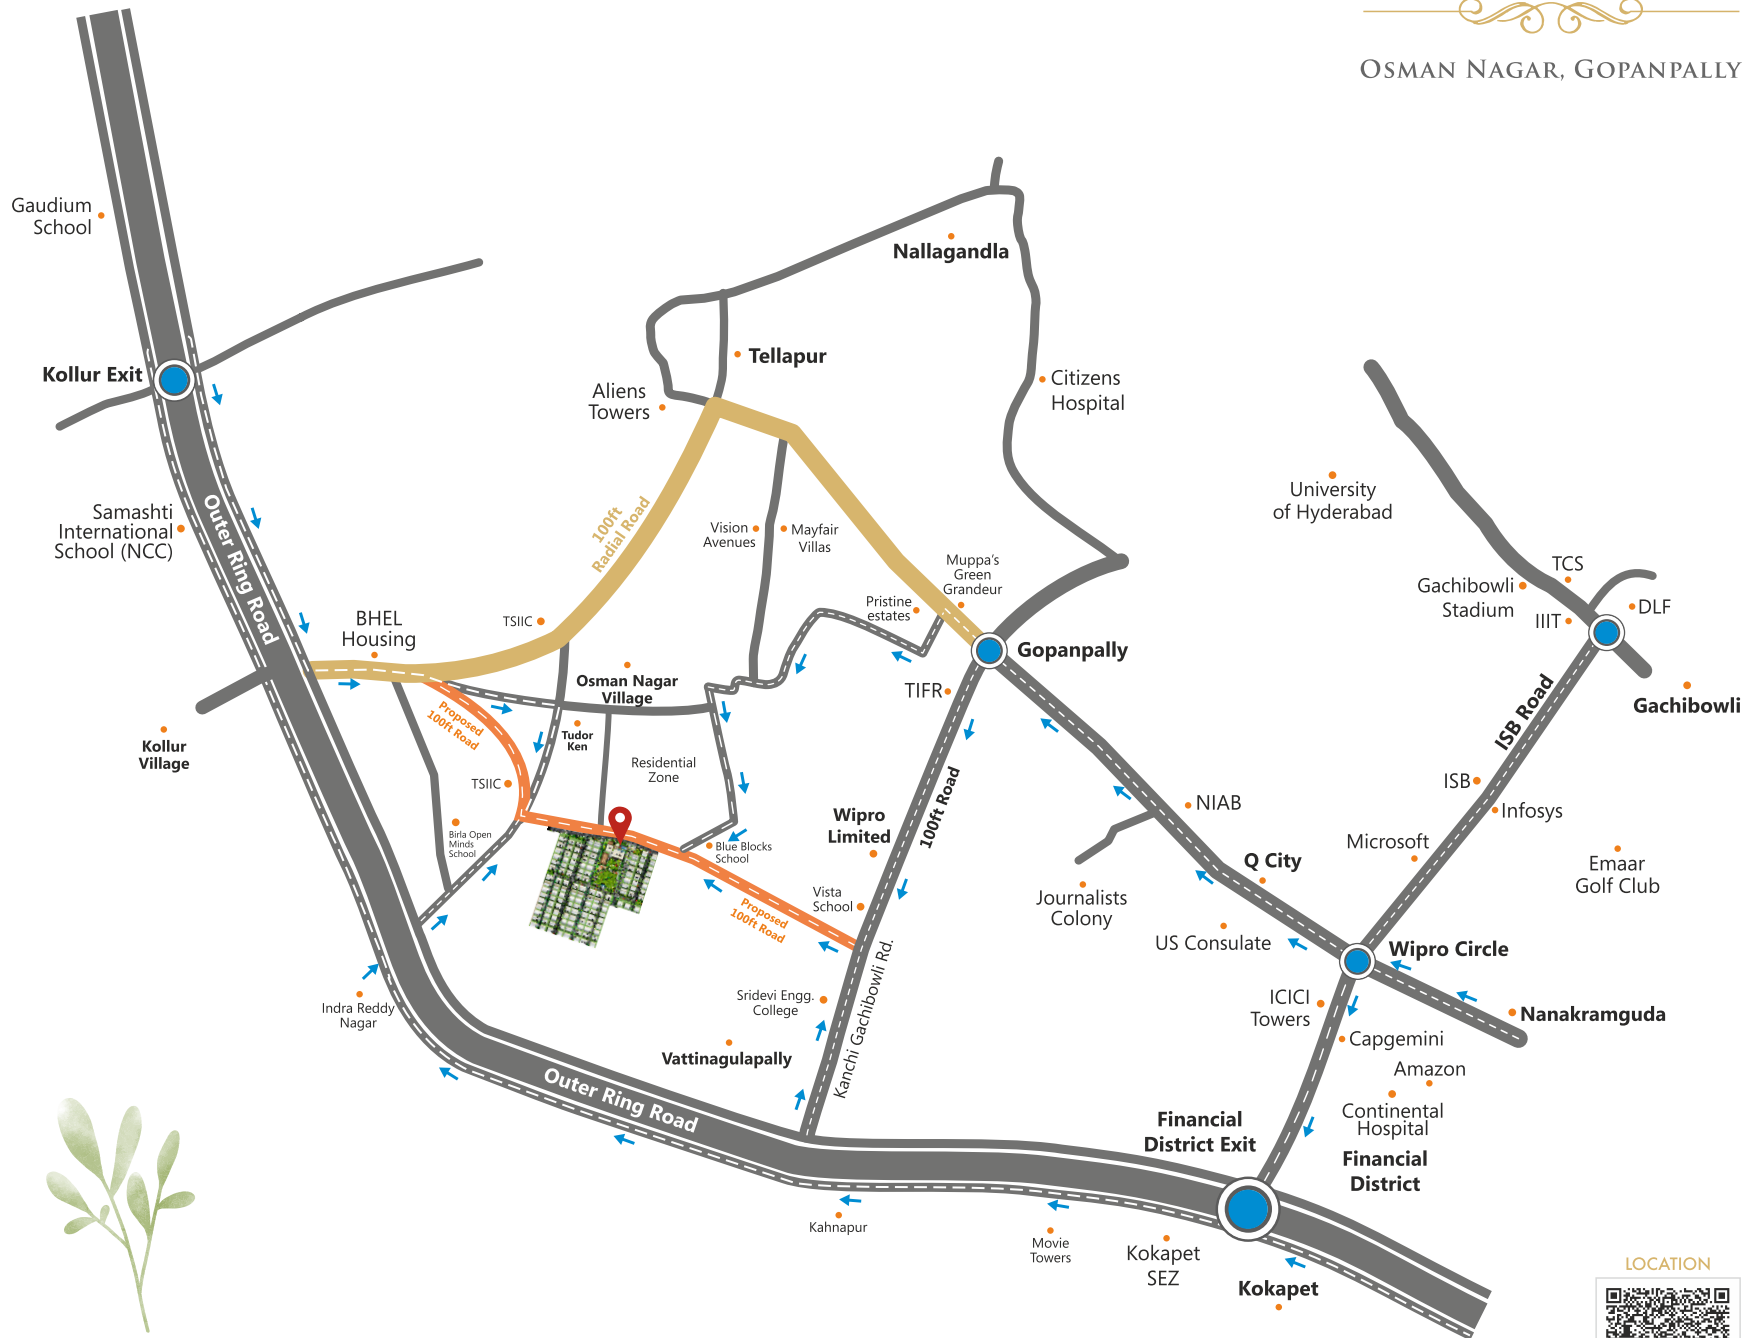 OSMAN NAGAR, GOPANPALLY
Nallagandla
Gaudium
School
Kollur Exit
Tellapur
Aliens
Towers
Citizens
Hospital
University
of Hyderabad
Samashti
International
School (NCC)
Outer Ring Road
100ft
Radial Road
Vision
Avenues
Mayfair
Villas
Muppa's
Green
Grandeur
Pristine
estates
TCS
Gachibowli
Stadium
IIIT
DLF
BHEL
Housing
TSIIC
Gopanpally
Osman Nagar
Village
TIFR
Gachibowli
ISB Road
Kollur
Village
Proposed
100ft Road
Tudor
Ken
Residential
Zone
TSIIC
ISB
Infosys
NIAB
100ft Road
Wipro
Limited
Birla Open
Minds
School
Blue Blocks
School
Microsoft
Q City
Emaar
Golf Club
Vista
School
Journalists
Colony
Proposed
100ft Road
US Consulate
Wipro Circle
Kanchi Gachibowli Rd.
Indra Reddy
Nagar
Sridevi Engg.
College
ICICI
Towers
Nanakramguda
Capgemini
Vattinagulapally
Amazon
Outer Ring Road
Continental
Hospital
Financial
District Exit
Financial
District
Kahnapur
Movie
Towers
Kokapet
SEZ
Kokapet
LOCATION